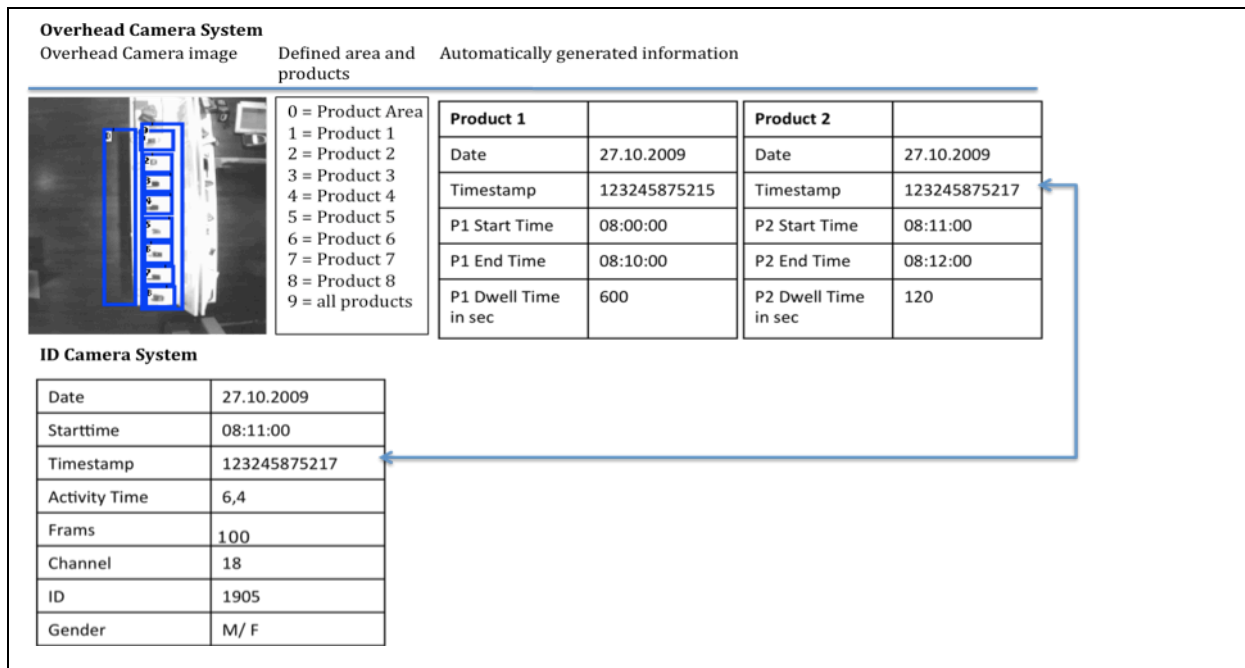 Overhead Camera System
Overhead Camera image
Defined area and
products
Automatically generated information
0 = Product Area
1 = Product 1
2 = Product 2
3 = Product 3
4 = Product 4
5 = Product 5
6 = Product 6
7 = Product 7
8 = Product 8
9 = all products
Product 1
Date 27.10.2009
Timestamp 123245875215
P1 Start Time 08:00:00
P1 End Time 08:10:00
P1 Dwell Time 600
in sec
Product 2
Date 27.10.2009
Timestamp 123245875217
P2 Start Time 08:11:00
P2 End Time 08:12:00
P2 Dwell Time 120
in sec
ID Camera System
Date 27.10.2009
Starttime 08:11:00
Timestamp 123245875217
Activity Time 6,4
Frams 100
Channel 18
ID 1905
Gender M/ F